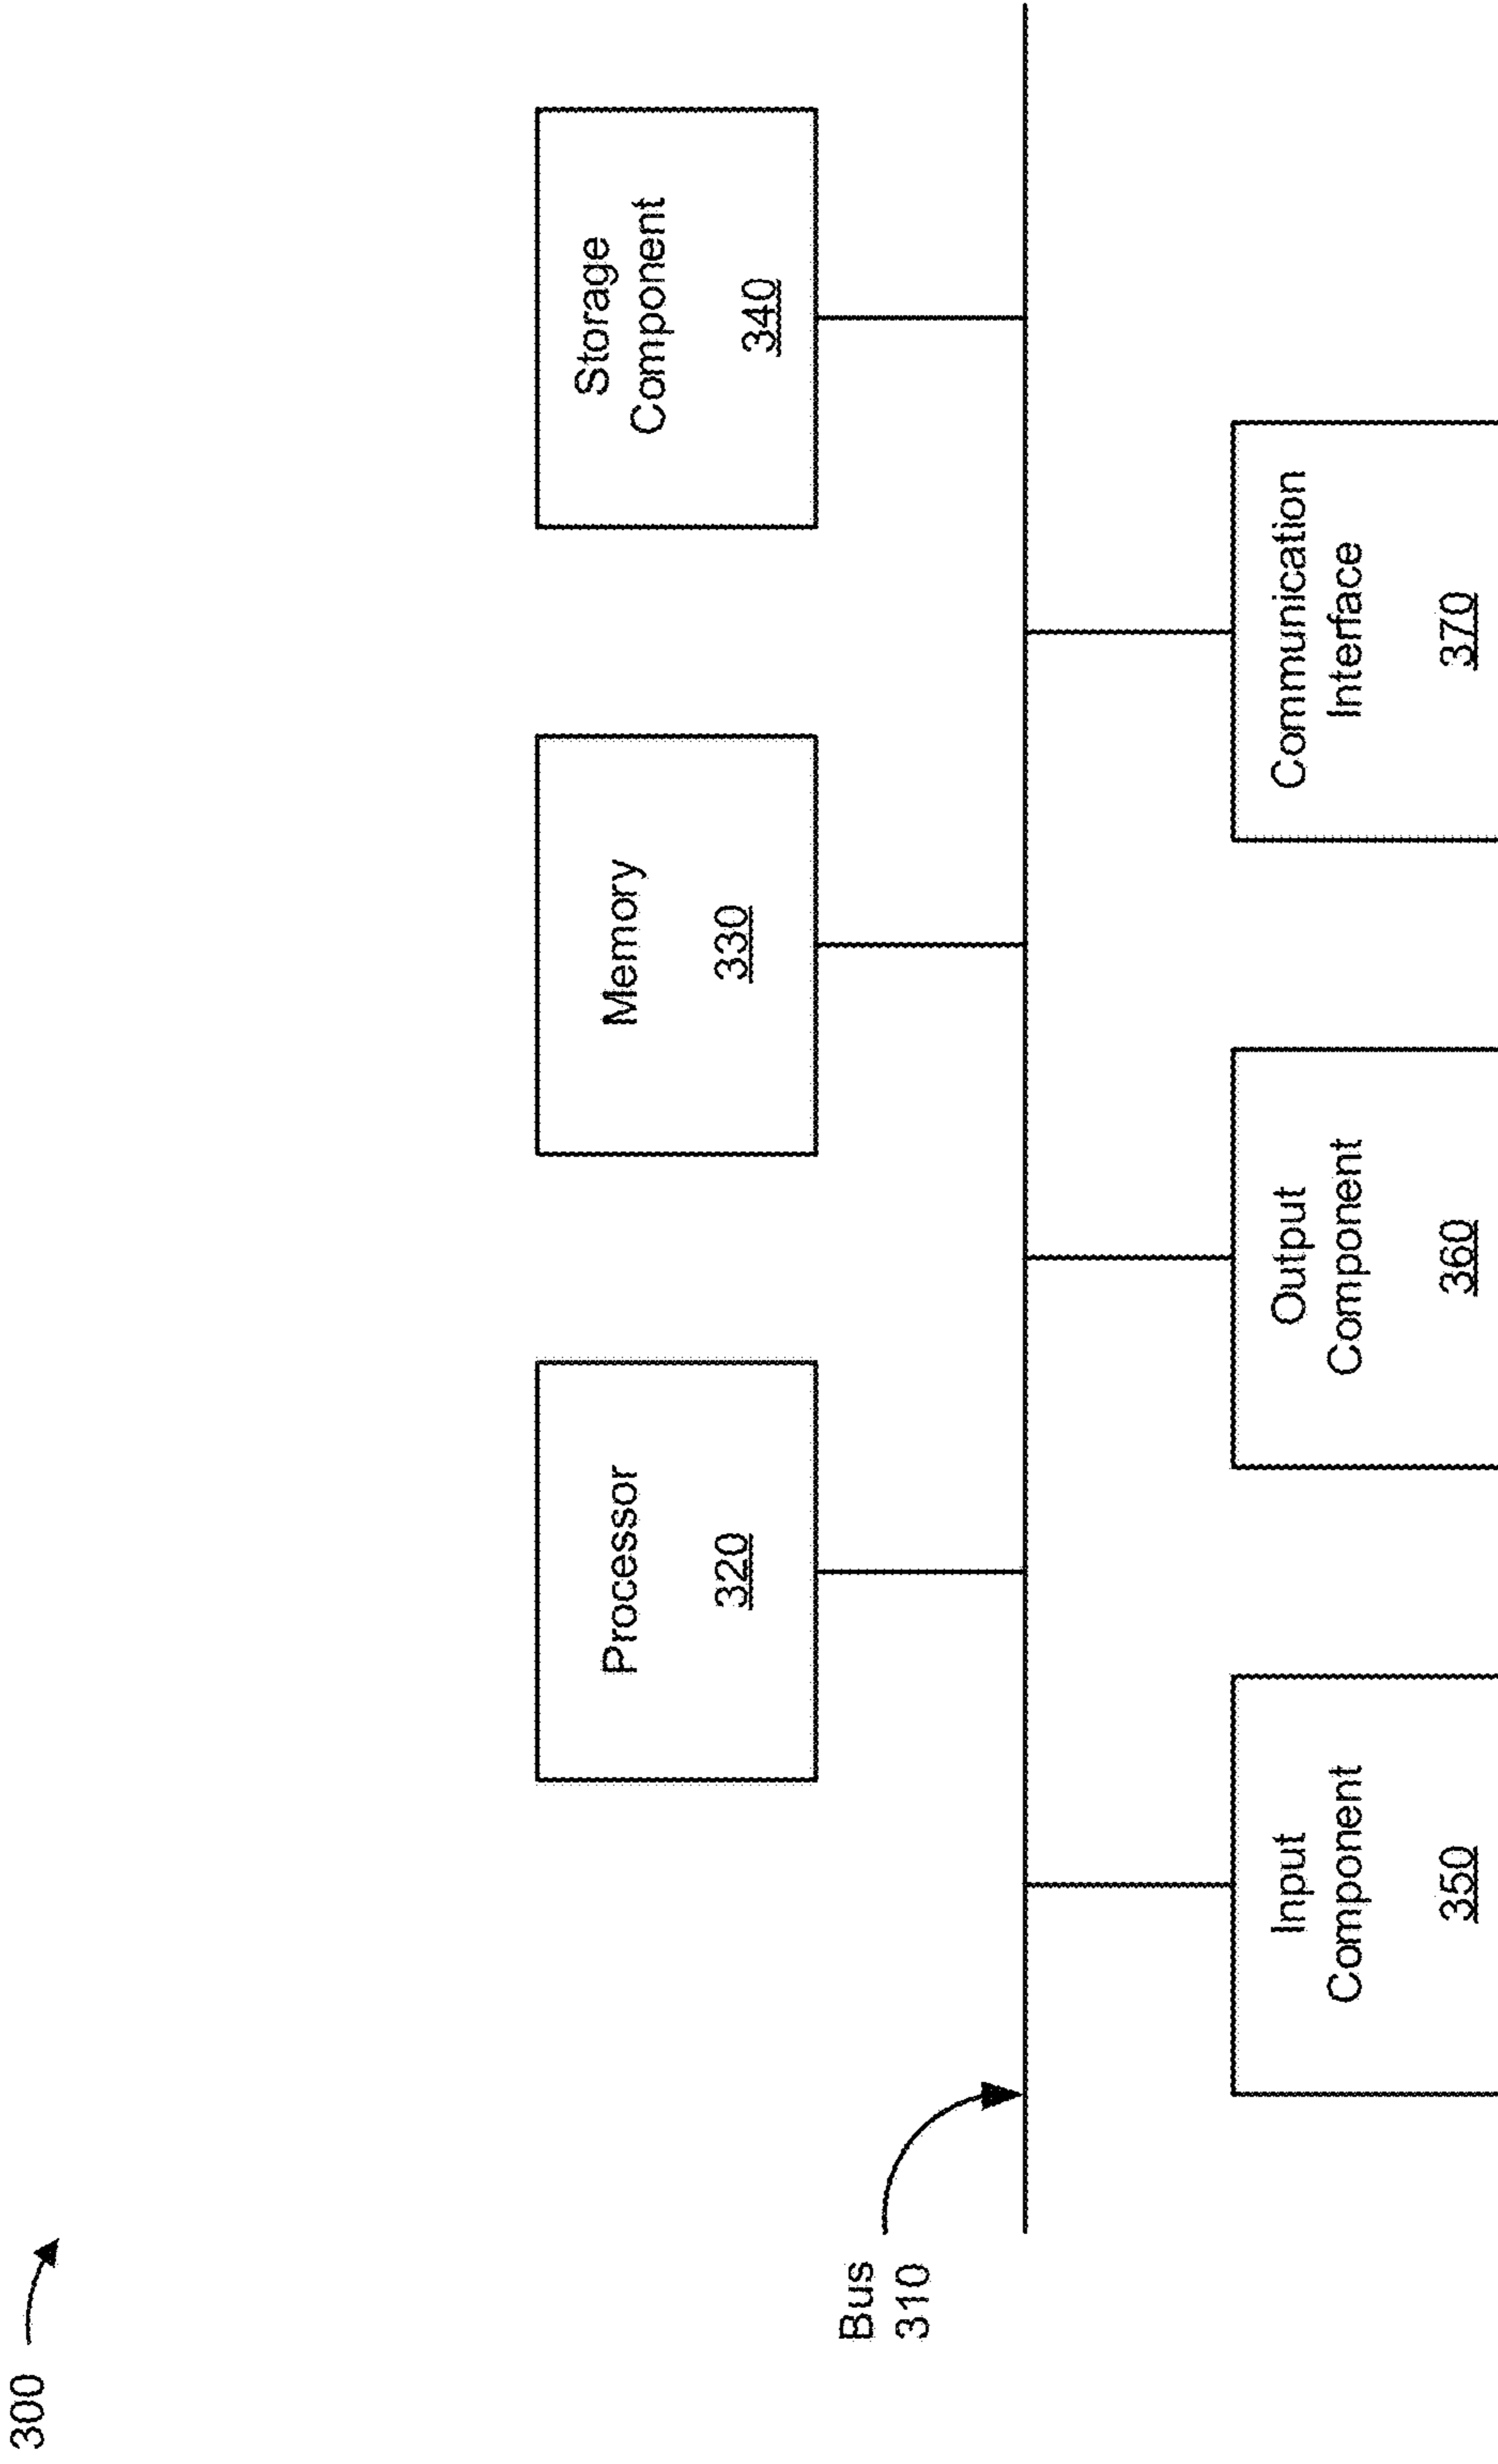 300
Processor
320
Memory
330
Storage
Component
340
Bus
310
Input
Component
350
Output
Component
360
Communication
Interface
370